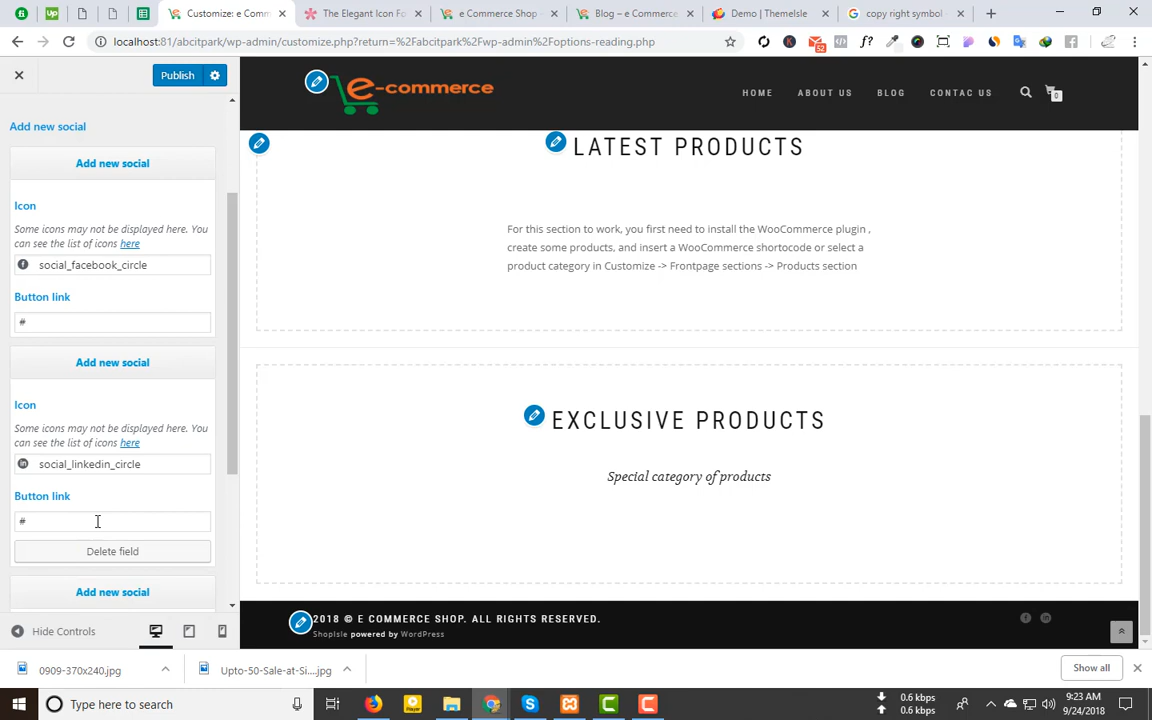 Customize: e Comm
The Elegant Icon Fo
e Commerce Shop
Blog – e Commerce
Demo | ThemeIsle
copy right symbol
localhost:81/abcitpark/wp-admin/customize.php?return=%2Fabcitpark%2Fwp-admin%2Foptions-reading.php
52
Publish
Add new social
Add new social
Icon
Some icons may not be displayed here. You
can see the list of icons here
social_facebook_circle
Button link
#
Add new social
Icon
Some icons may not be displayed here. You
can see the list of icons here
social_linkedin_circle
Button link
#
Delete field
Add new social
Hide Controls
e-commerce
HOME
ABOUT US
BLOG
CONTAC US
0
LATEST PRODUCTS
For this section to work, you first need to install the WooCommerce plugin ,
create some products, and insert a WooCommerce shortocode or select a
product category in Customize -> Frontpage sections -> Products section
EXCLUSIVE PRODUCTS
Special category of products
2018 © E COMMERCE SHOP. ALL RIGHTS RESERVED.
ShopIsle powered by WordPress
0909-370x240.jpg
Upto-50-Sale-at-Si....jpg
Show all
Type here to search
0.6 kbps
0.6 kbps
9:23 AM
9/24/2018